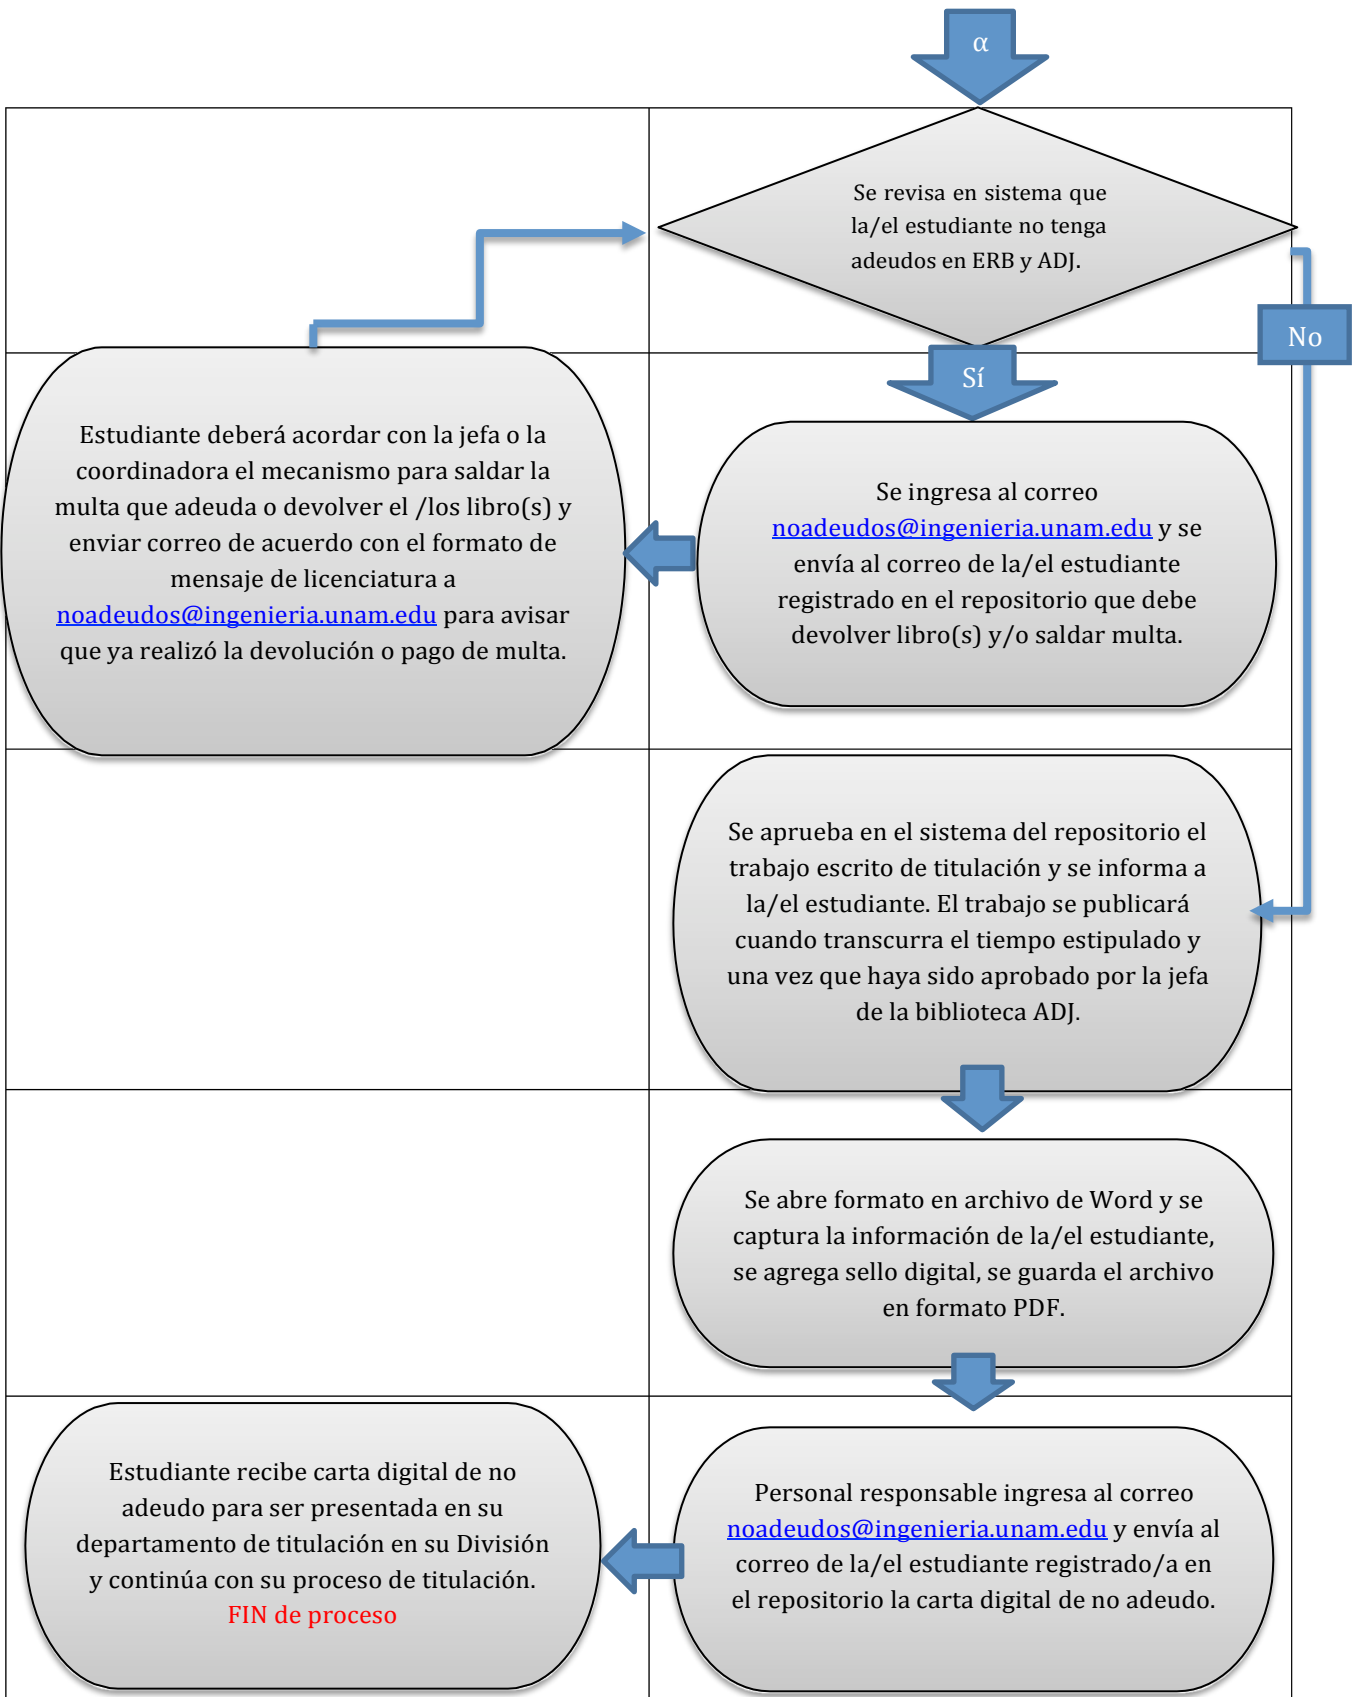 α
Se revisa en sistema que
la/el estudiante no tenga
adeudos en ERB y ADJ.
No
Sí
Estudiante deberá acordar con la jefa o la
coordinadora el mecanismo para saldar la
multa que adeuda o devolver el /los libro(s) y
enviar correo de acuerdo con el formato de
mensaje de licenciatura a
noadeudos@ingenieria.unam.edu para avisar
que ya realizó la devolución o pago de multa.
Se ingresa al correo
noadeudos@ingenieria.unam.edu y se
envía al correo de la/el estudiante
registrado en el repositorio que debe
devolver libro(s) y/o saldar multa.
Se aprueba en el sistema del repositorio el
trabajo escrito de titulación y se informa a
la/el estudiante. El trabajo se publicará
cuando transcurra el tiempo estipulado y
una vez que haya sido aprobado por la jefa
de la biblioteca ADJ.
Se abre formato en archivo de Word y se
captura la información de la/el estudiante,
se agrega sello digital, se guarda el archivo
en formato PDF.
Estudiante recibe carta digital de no
adeudo para ser presentada en su
departamento de titulación en su División
y continúa con su proceso de titulación.
FIN de proceso
Personal responsable ingresa al correo
noadeudos@ingenieria.unam.edu y envía al
correo de la/el estudiante registrado/a en
el repositorio la carta digital de no adeudo.